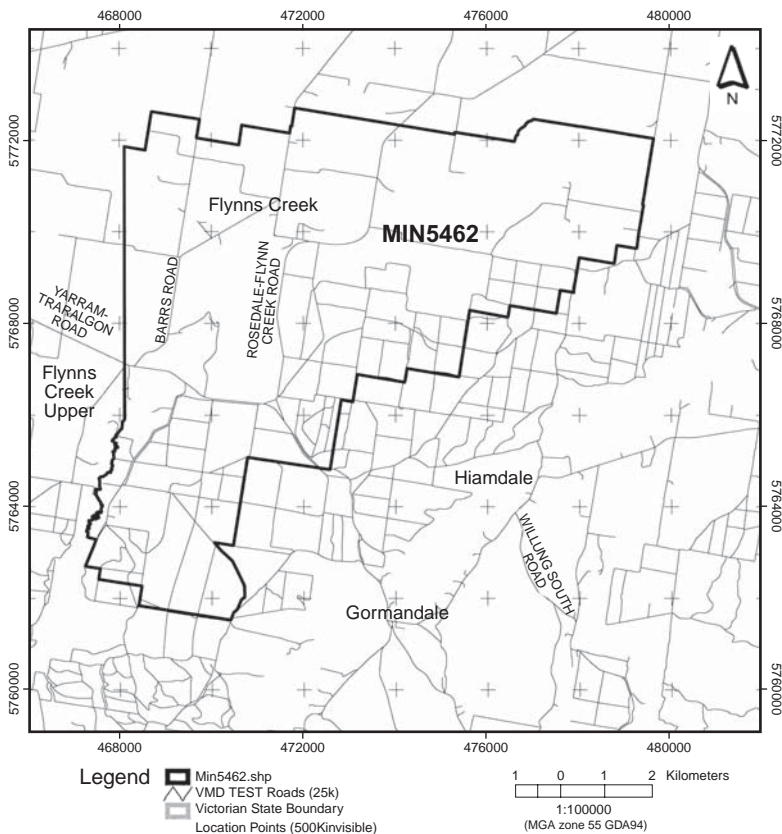 468000 472000 476000 480000
N
5772000 5772000
Flynns Creek
MIN5462
BARRS ROAD
ROSEDALE-FLYNN
CREEK ROAD
YARRAM-
TRARALGON
ROAD
5768000 5768000
Flynns
Creek
Upper
Hiamdale
5764000 5764000
WILLUNG SOUTH
ROAD
Gormandale
5760000 5760000
468000 472000 476000 480000
Legend
Min5462.shp
VMD TEST Roads (25k)
Victorian State Boundary
Location Points (500Kinvisible)
1 0 1 2 Kilometers
1:100000
(MGA zone 55 GDA94)